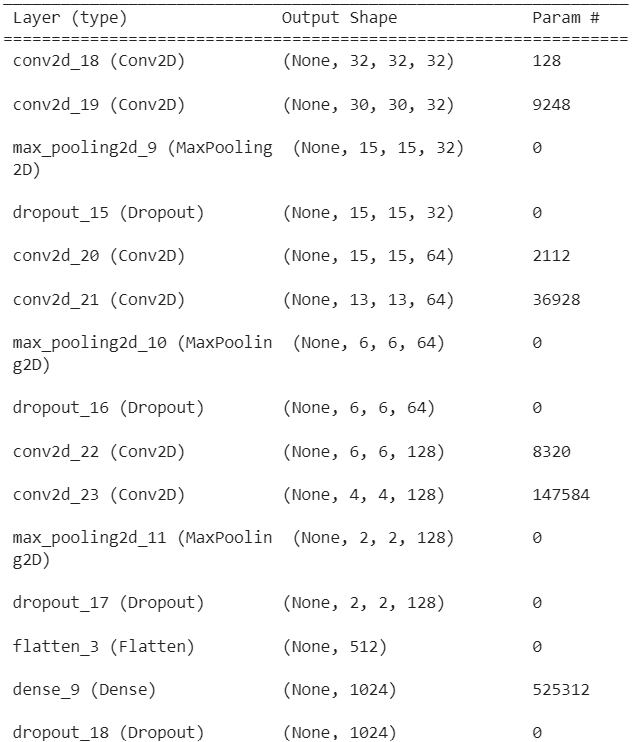 Layer (type) Output Shape Param #
=================================================================
conv2d_18 (Conv2D) (None, 32, 32, 32) 128
conv2d_19 (Conv2D) (None, 30, 30, 32) 9248
max_pooling2d_9 (MaxPooling (None, 15, 15, 32) 0
2D)
dropout_15 (Dropout) (None, 15, 15, 32) 0
conv2d_20 (Conv2D) (None, 15, 15, 64) 2112
conv2d_21 (Conv2D) (None, 13, 13, 64) 36928
max_pooling2d_10 (MaxPoolin (None, 6, 6, 64) 0
g2D)
dropout_16 (Dropout) (None, 6, 6, 64) 0
conv2d_22 (Conv2D) (None, 6, 6, 128) 8320
conv2d_23 (Conv2D) (None, 4, 4, 128) 147584
max_pooling2d_11 (MaxPoolin (None, 2, 2, 128) 0
g2D)
dropout_17 (Dropout) (None, 2, 2, 128) 0
flatten_3 (Flatten) (None, 512) 0
dense_9 (Dense) (None, 1024) 525312
dropout_18 (Dropout) (None, 1024) 0